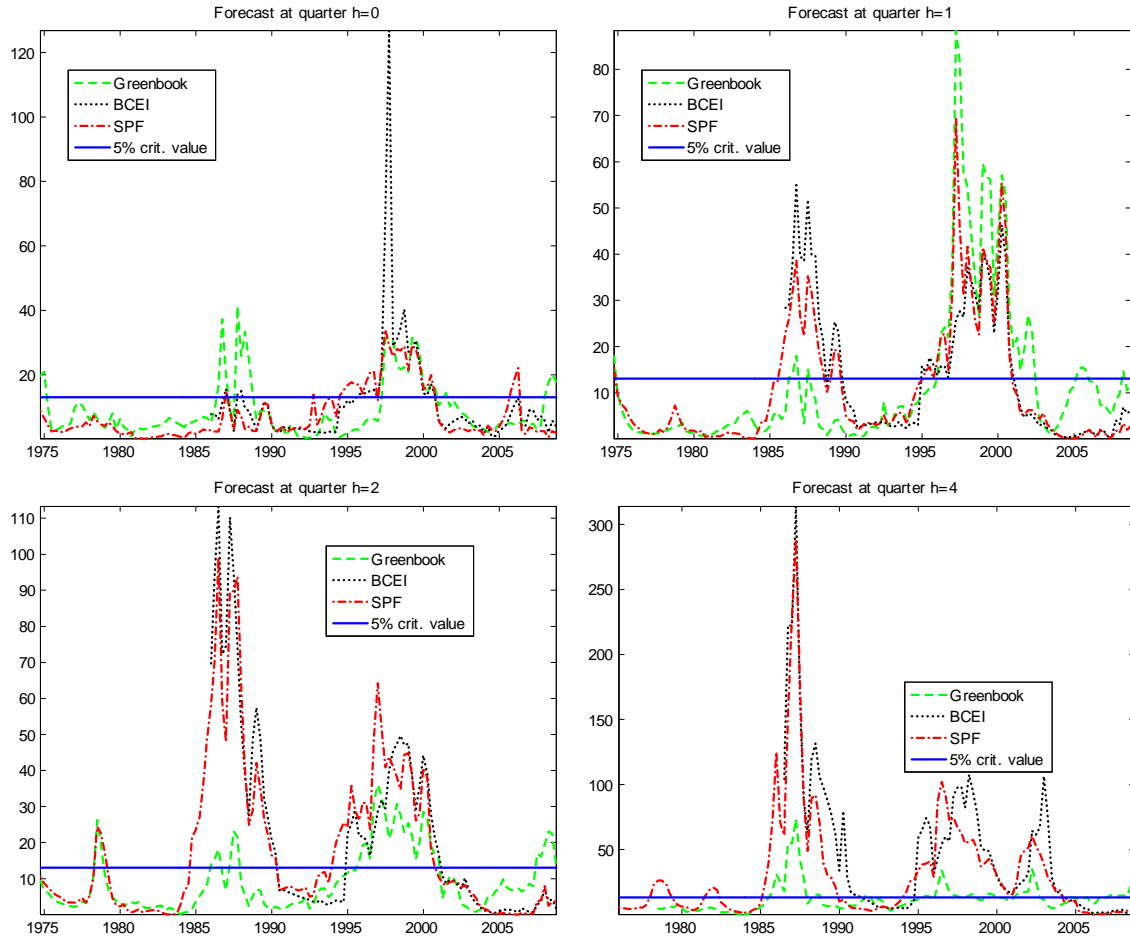 Forecast at quarter h=0
120
100
80
60
40
20
Greenbook
BCEI
SPF
5% crit. value
1975 1980 1985 1990 1995 2000 2005
Forecast at quarter h=1
80
70
60
50
40
30
20
10
Greenbook
BCEI
SPF
5% crit. value
1975 1980 1985 1990 1995 2000 2005
Forecast at quarter h=2
110
100
90
80
70
60
50
40
30
20
10
Greenbook
BCEI
SPF
5% crit. value
1975 1980 1985 1990 1995 2000 2005
Forecast at quarter h=4
300
250
200
150
100
50
Greenbook
BCEI
SPF
5% crit. value
1980 1985 1990 1995 2000 2005